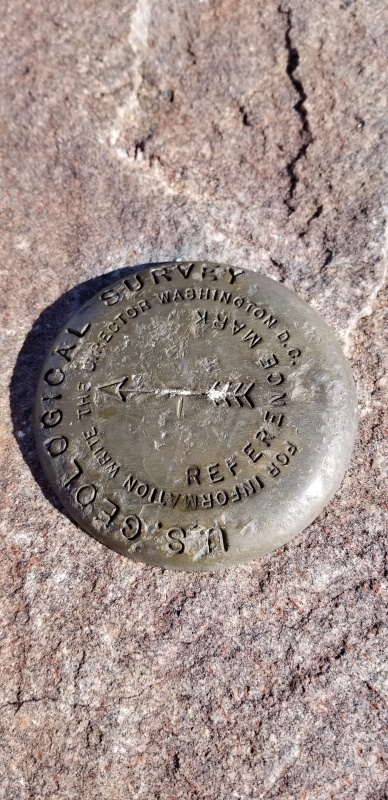 U.S. GEOLOGICAL SURVEY
FOR INFORMATION WRITE THE DIRECTOR WASHINGTON D.C.
REFERENCE MARK